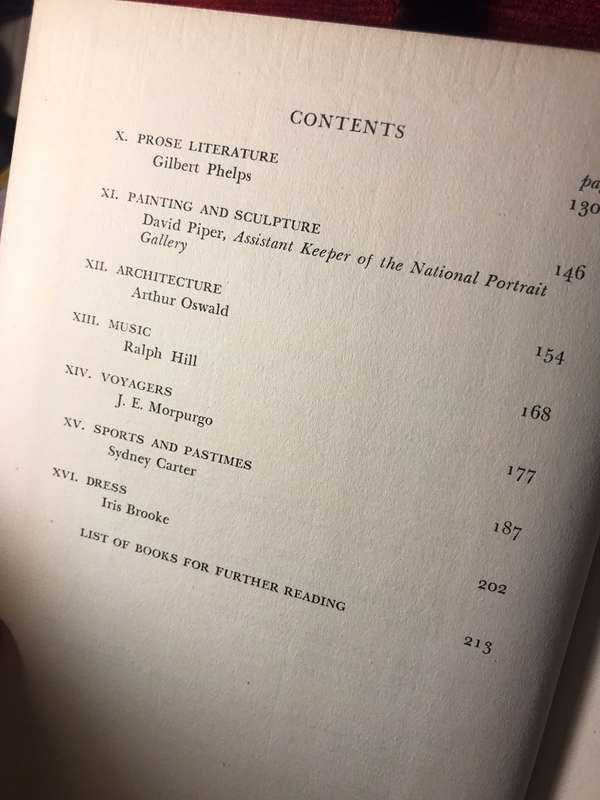 CONTENTS
X. PROSE LITERATURE
Gilbert Phelps 130
XI. PAINTING AND SCULPTURE
David Piper, Assistant Keeper of the National Portrait
Gallery 146
XII. ARCHITECTURE
Arthur Oswald 154
XIII. MUSIC
Ralph Hill 168
XIV. VOYAGERS
J. E. Morpurgo 177
XV. SPORTS AND PASTIMES
Sydney Carter 187
XVI. DRESS
Iris Brooke 202
LIST OF BOOKS FOR FURTHER READING 213